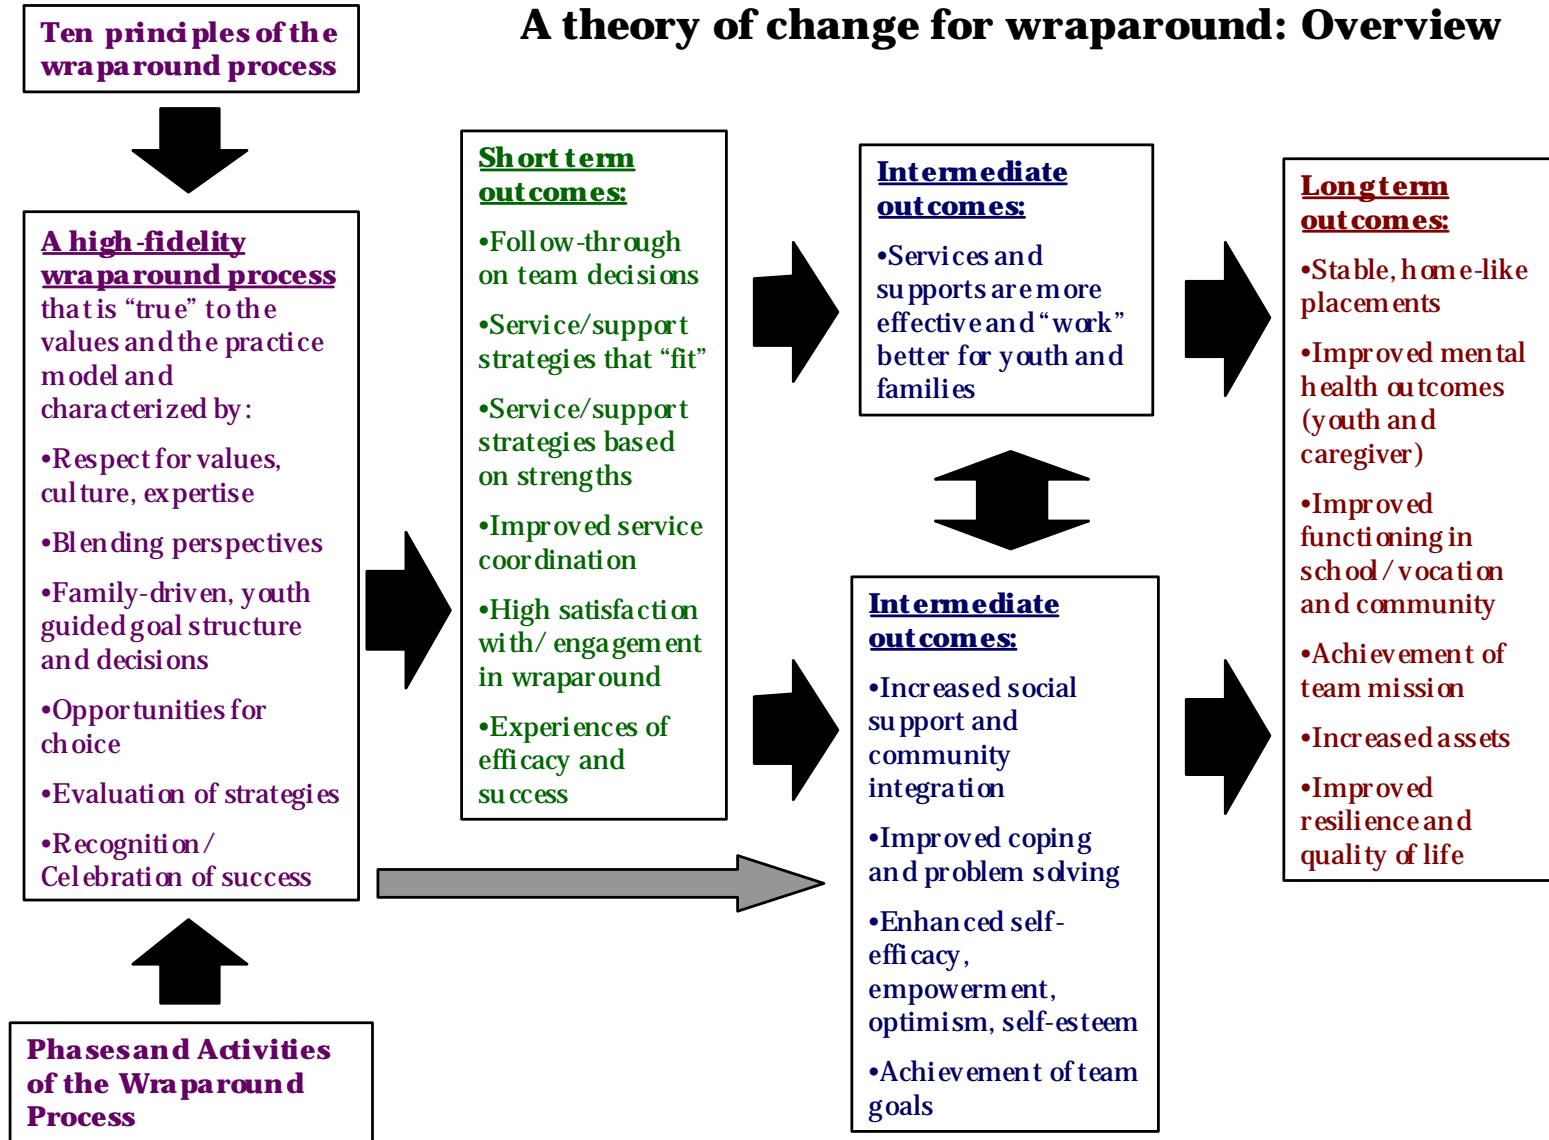 A theory of change for wraparound: Overview
Ten principles of the
wraparound process
A high-fidelity
wraparound process
that is “true” to the
values and the practice
model and
characterized by:
•Respect for values,
culture, expertise
•Blending perspectives
•Family-driven, youth
guided goal structure
and decisions
•Opportunities for
choice
•Evaluation of strategies
•Recognition/
Celebration of success
Phases and Activities
of the Wraparound
Process
Short term
outcomes:
•Follow-through
on team decisions
•Service/support
strategies that “fit”
•Service/support
strategies based
on strengths
•Improved service
coordination
•High satisfaction
with/ engagement
in wraparound
•Experiences of
efficacy and
success
Intermediate
outcomes:
•Services and
supports are more
effective and “work”
better for youth and
families
Intermediate
outcomes:
•Increased social
support and
community
integration
•Improved coping
and problem solving
•Enhanced self-
efficacy,
empowerment,
optimism, self-esteem
•Achievement of team
goals
Long term
outcomes:
•Stable, home-like
placements
•Improved mental
health outcomes
(youth and
caregiver)
•Improved
functioning in
school/ vocation
and community
•Achievement of
team mission
•Increased assets
•Improved
resilience and
quality of life